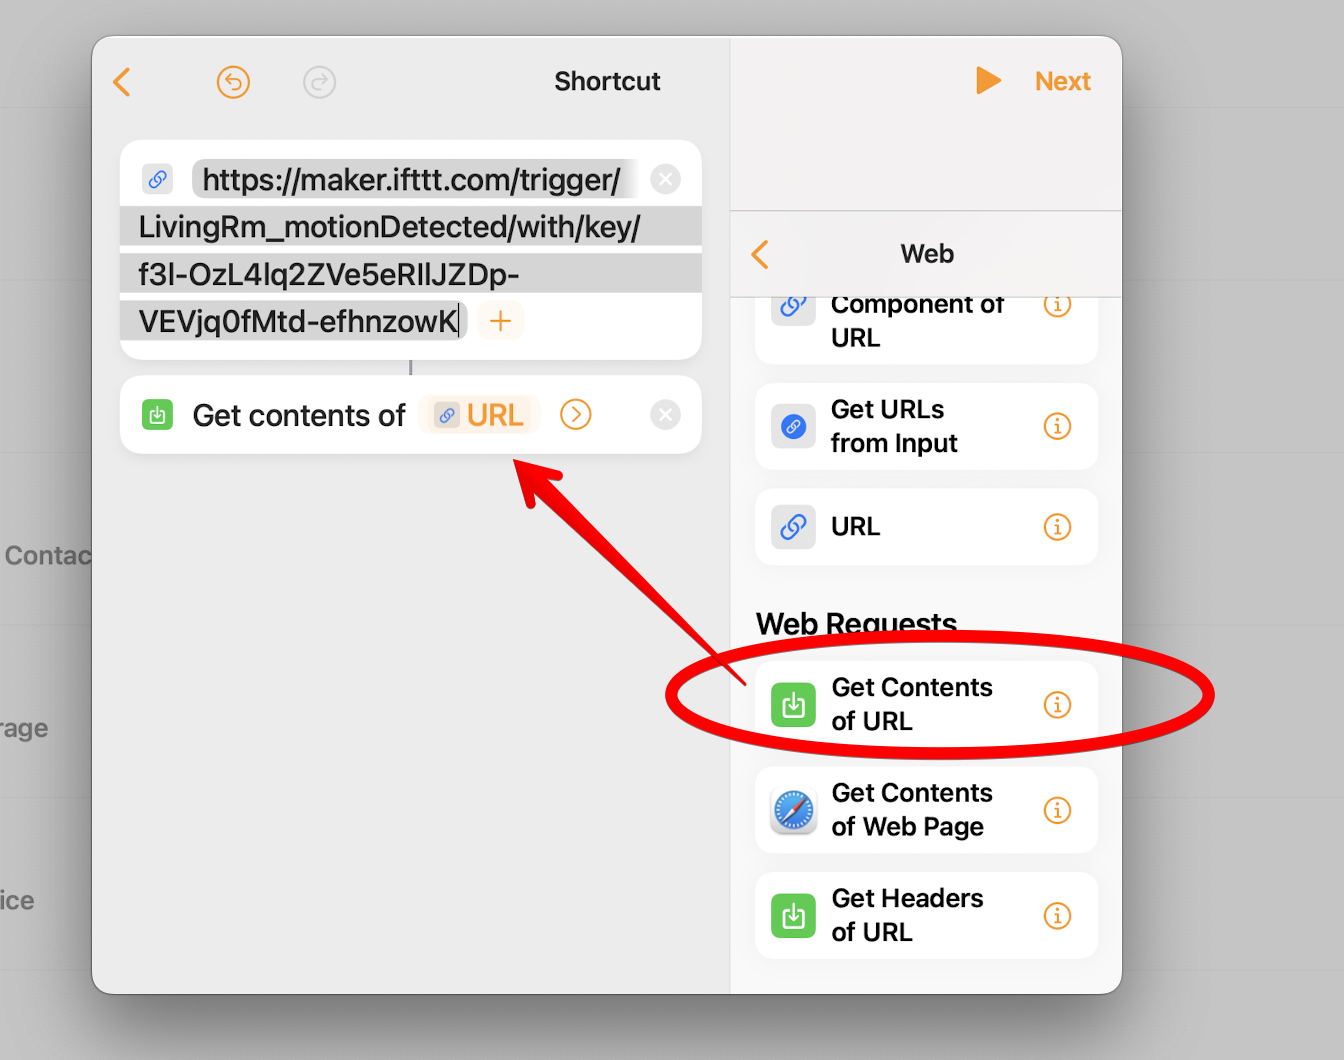 Shortcut
Next
https://maker.ifttt.com/trigger/
LivingRm_motionDetected/with/key/
f3l-OzL4lq2ZVe5eRIlJZDp-
VEVjq0fMtd-efhnzowK
Get contents of URL
Web
Component of
URL
Get URLs
from Input
URL
Web Requests
Get Contents
of URL
Get Contents
of Web Page
Get Headers
of URL
Contac
rage
ice